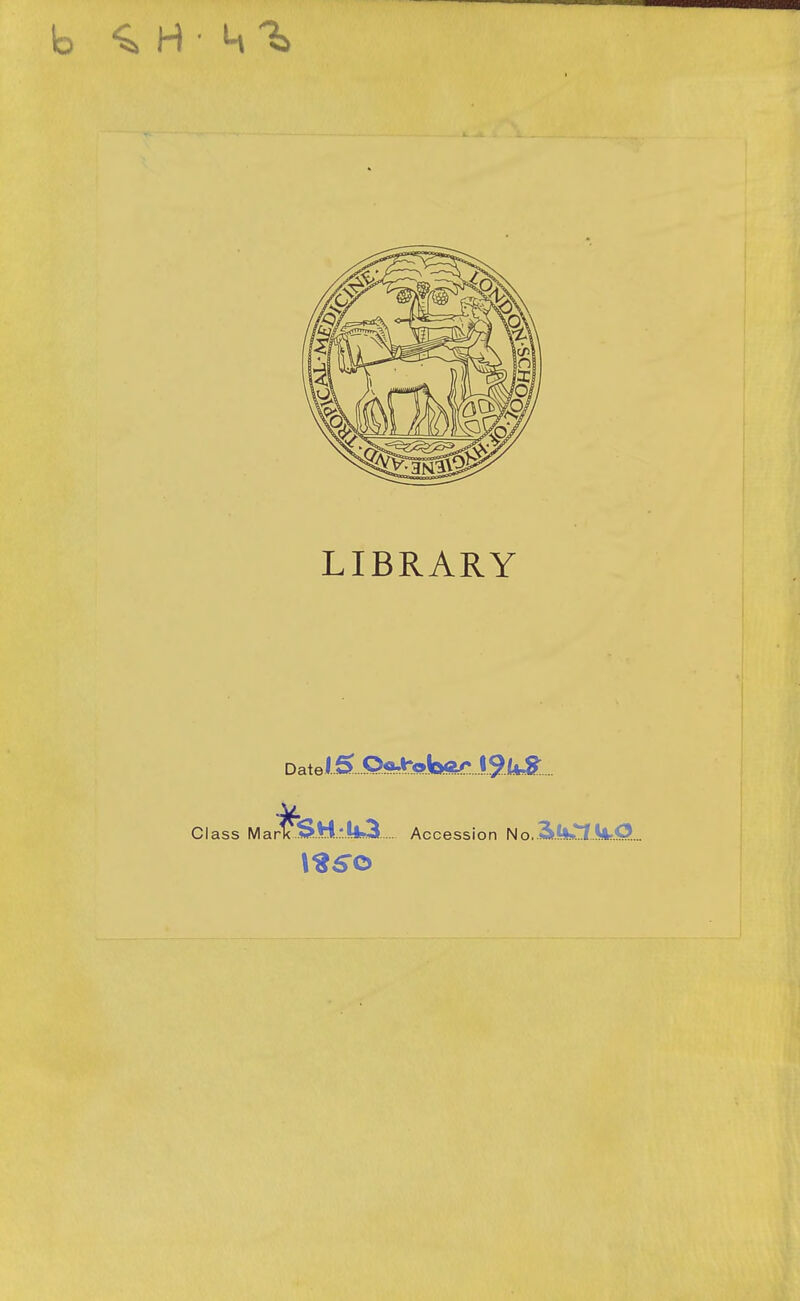 b SH·43
LONDON·SCHOOL·OF·HYGIENE·AND·TROPICAL·MEDICINE·
LIBRARY
Date 15 October 1948
Class Mark *SH·43 Accession No. 34740
1850